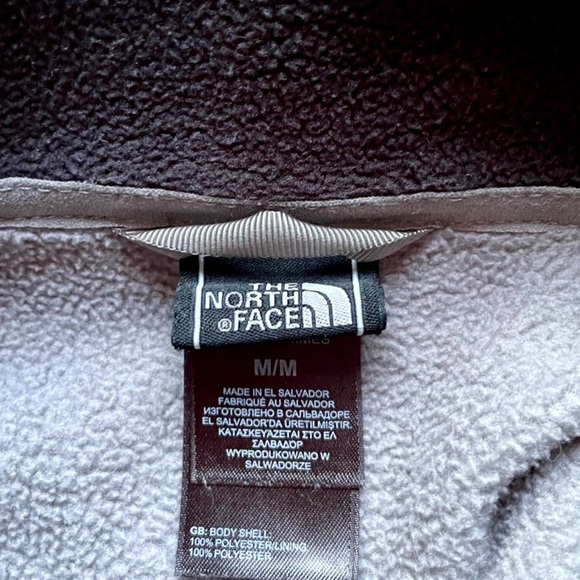 THE
NORTH
®FACE
M/M
MADE IN EL SALVADOR
FABRIQUÉ AU SALVADOR
ИЗГОТОВЛЕНО В САЛЬВАДОРЕ.
EL SALVADOR'DA ÜRETILMIŞTIR.
ΚΑΤΑΣΚΕΥΑΖΕΤΑΙ ΣΤΟ ΕΛ
ΣΑΛΒΑΔΟΡ
WYPRODUKOWANO W
SALWADORZE
GB: BODY SHELL:
100% POLYESTER/LINING:
100% POLYESTER